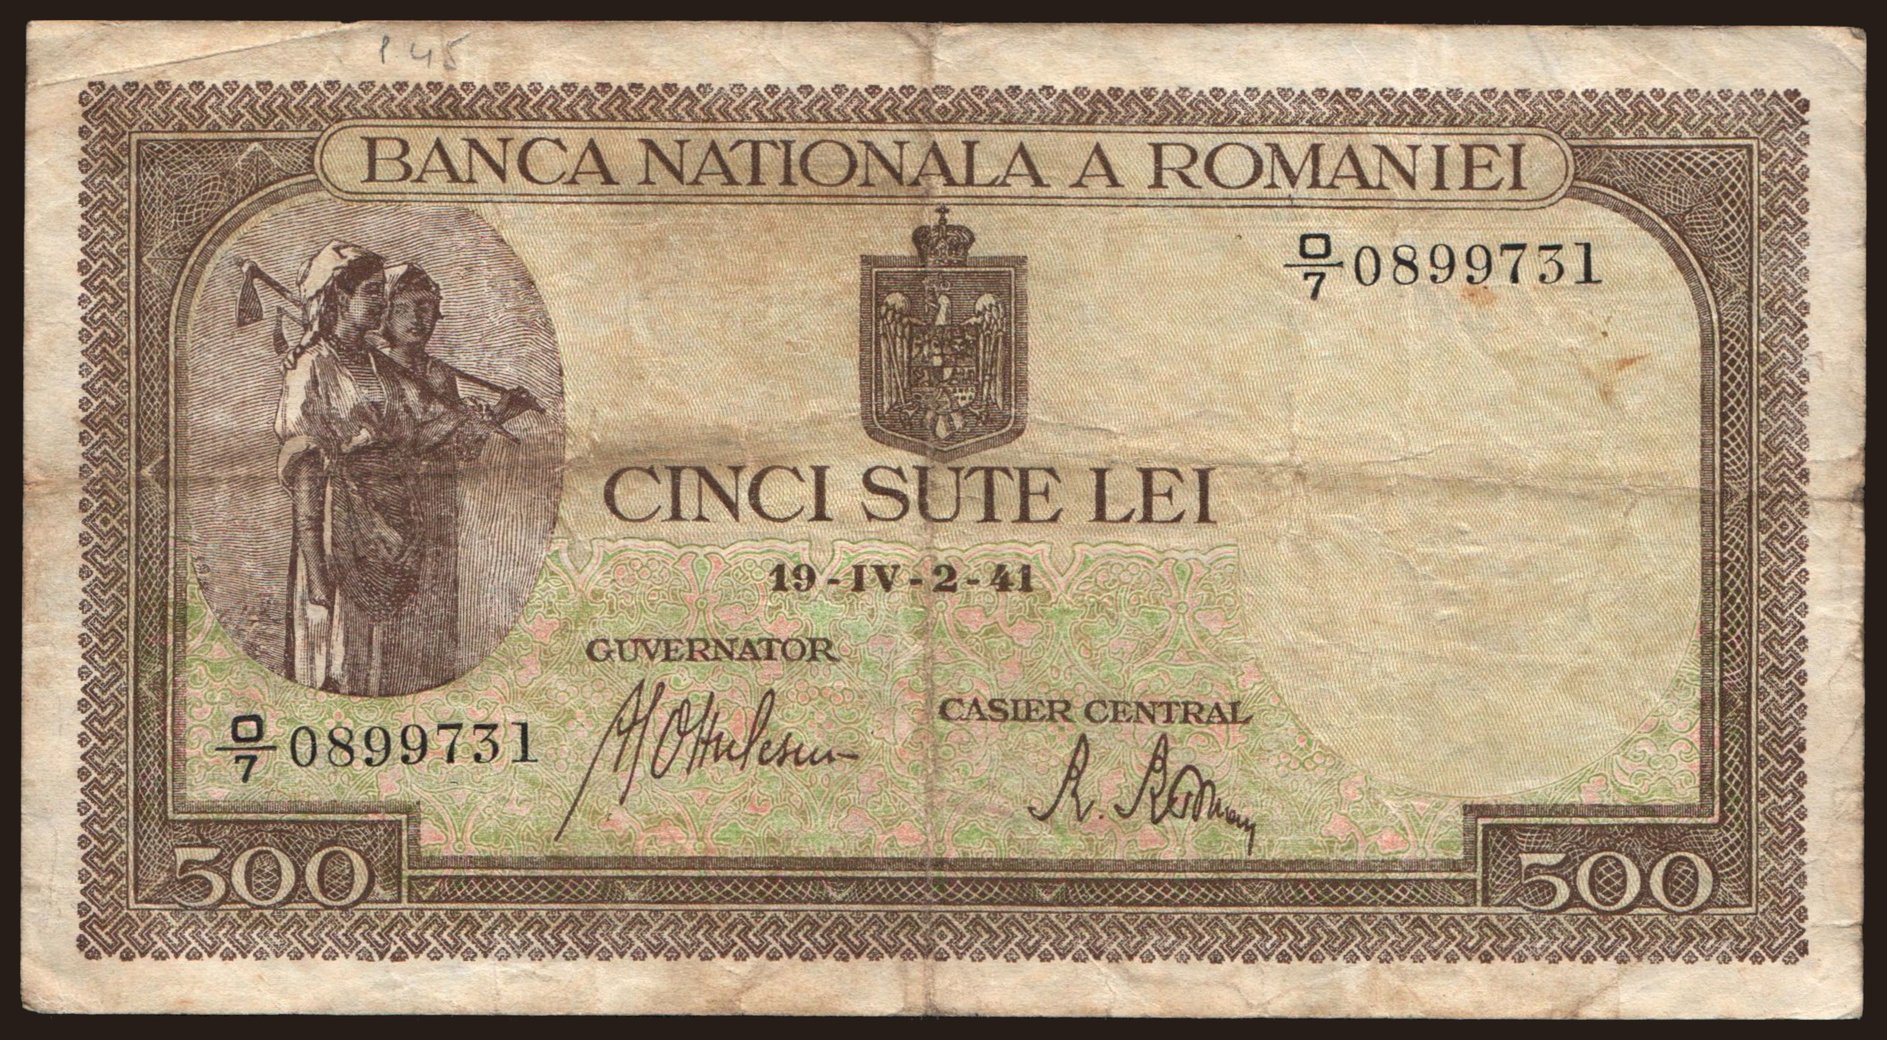 P 45
BANCA NATIONALA A ROMANIEI
O/7 0899731
CINCI SUTE LEI
19-IV-2-41
GUVERNATOR
CASIER CENTRAL
O/7 0899731
500
500